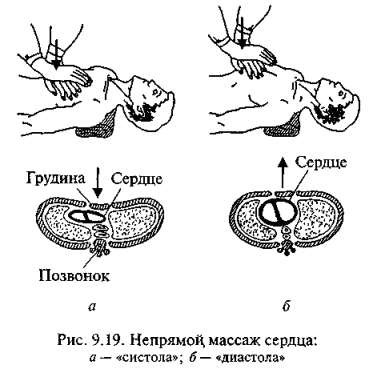 Грудина Сердце
Позвонок
а
Сердце
б
Рис. 9.19. Непрямой массаж сердца:
а — «систола»; б — «диастола»